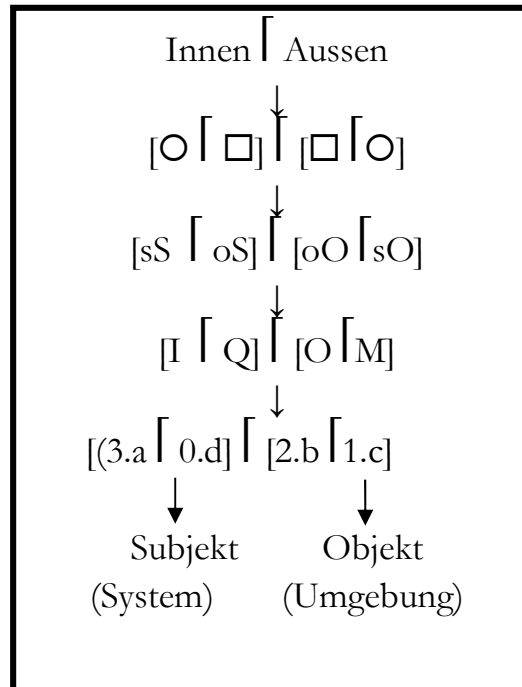 Innen ⌈ Aussen
↓
[○ ⌈ □] ⌈ [□ ⌈ ○]
↓
[sS ⌈ oS] ⌈ [oO ⌈ sO]
↓
[I ⌈ Q] ⌈ [O ⌈ M]
↓
[(3.a ⌈ 0.d] ⌈ [2.b ⌈ 1.c]
↓ ↓
Subjekt Objekt
(System) (Umgebung)